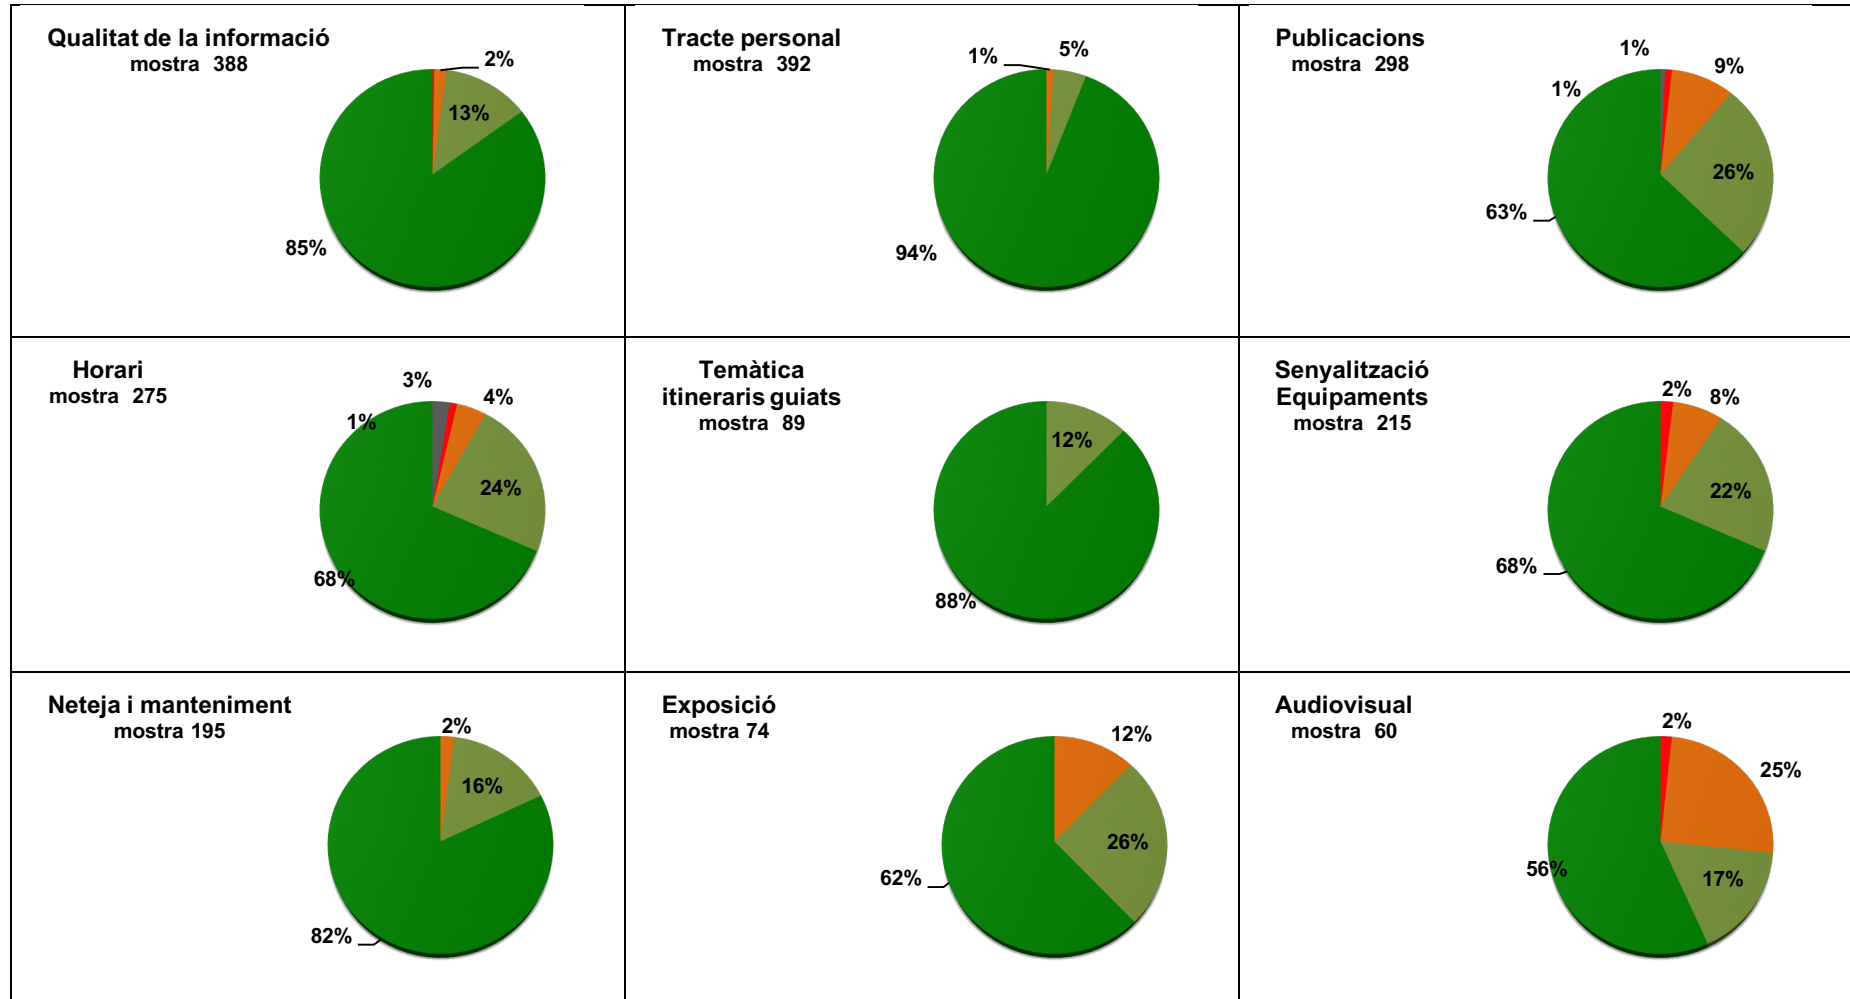 Qualitat de la informació
mostra 388
2%
13%
85%
Tracte personal
mostra 392
1%
5%
94%
Publicacions
mostra 298
1%
1%
9%
26%
63%
Horari
mostra 275
3%
1%
4%
24%
68%
Temàtica
itineraris guiats
mostra 89
12%
88%
Senyalització
Equipaments
mostra 215
2%
8%
22%
68%
Neteja i manteniment
mostra 195
2%
16%
82%
Exposició
mostra 74
12%
26%
62%
Audiovisual
mostra 60
2%
25%
17%
56%